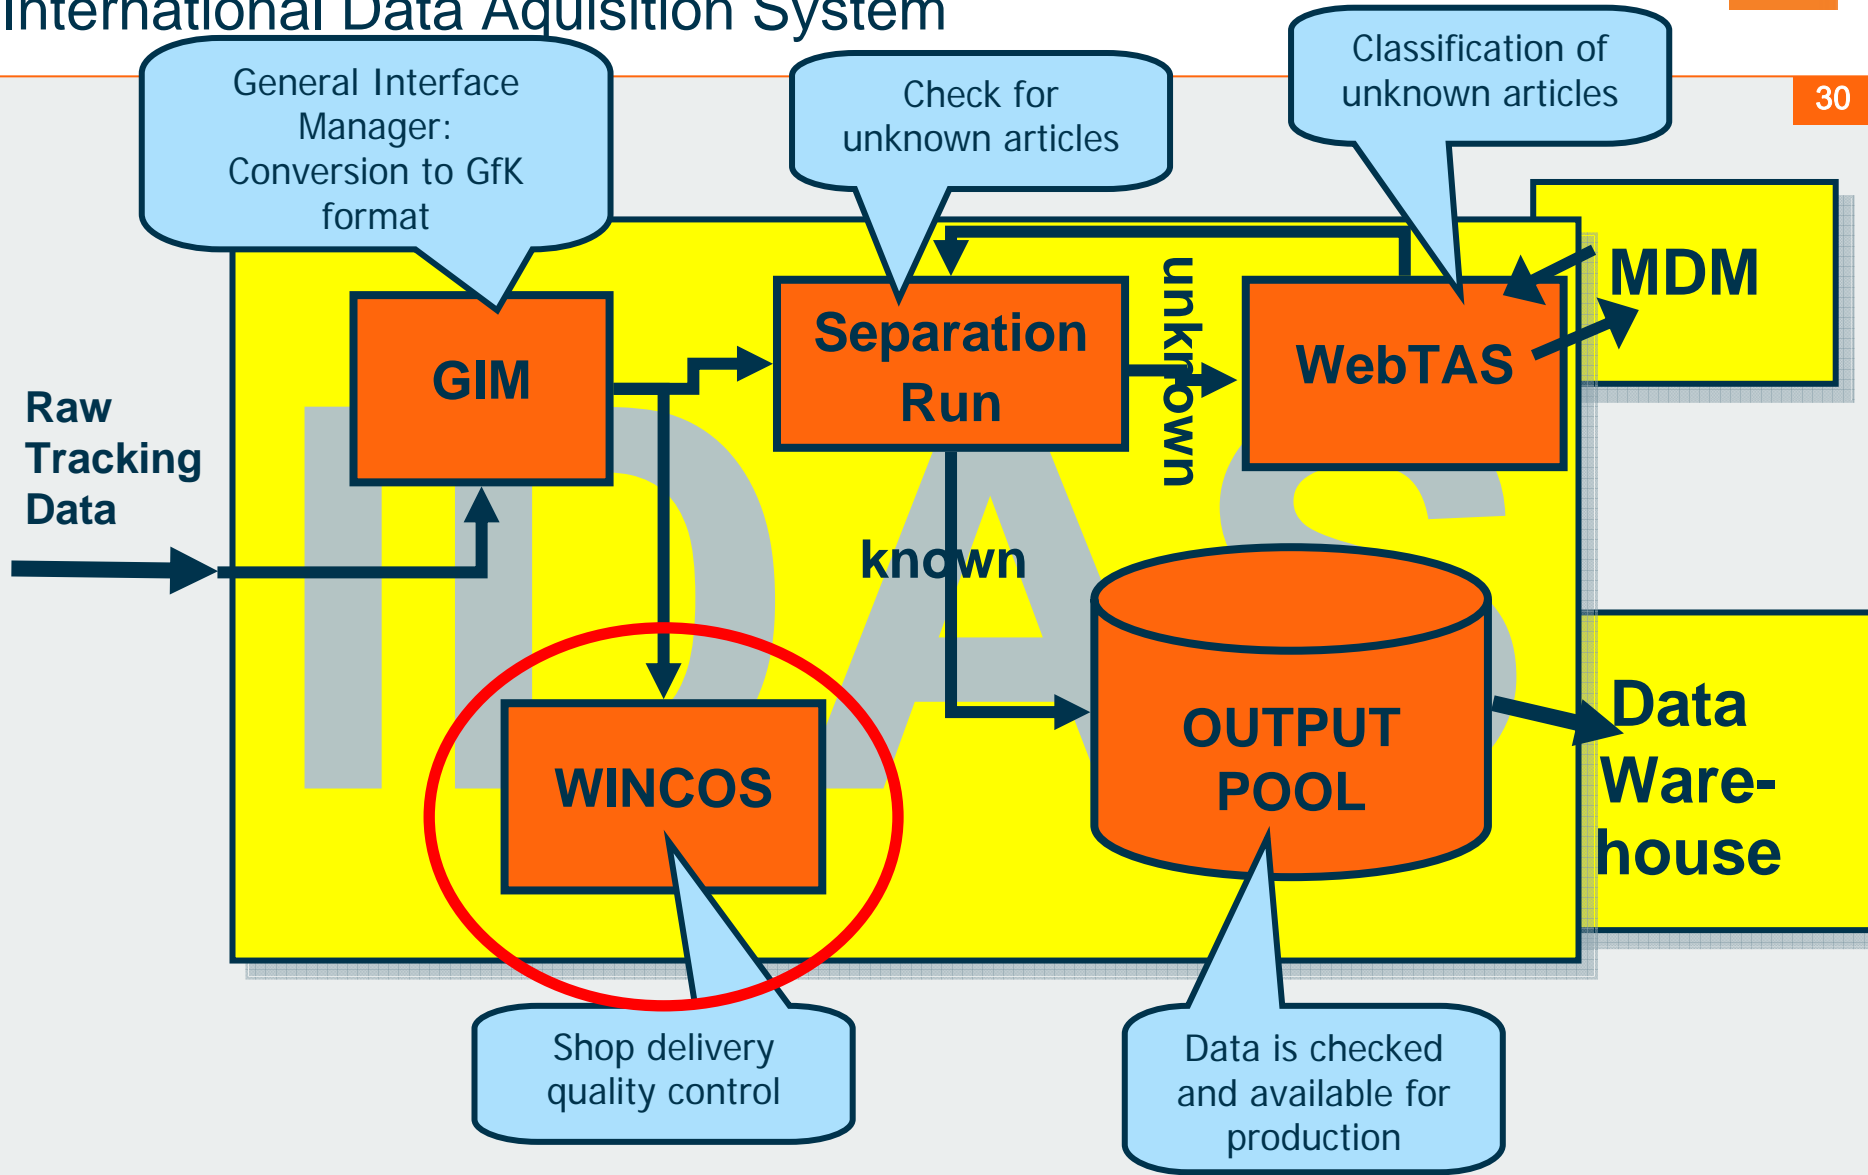 International Data Aquisition System
General Interface
Manager:
Conversion to GfK
format
Check for
unknown articles
Classification of
unknown articles
30
MDM
Separation
Run
unknown
WebTAS
GIM
Raw
Tracking
Data
IDAS
known
OUTPUT
POOL
Data
Ware-
house
WINCOS
Shop delivery
quality control
Data is checked
and available for
production